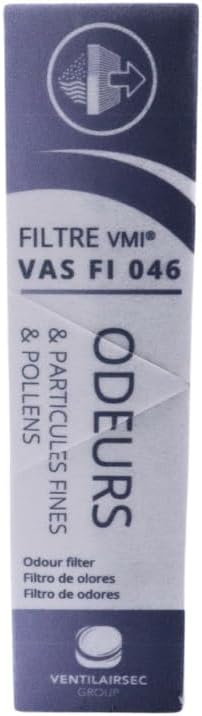 FILTRE VMI®
VAS FI 046
ODEURS
& PARTICULES FINES
& POLLENS
Odour filter
Filtro de olores
Filtro de odores
VENTILAIRSEC
GROUP